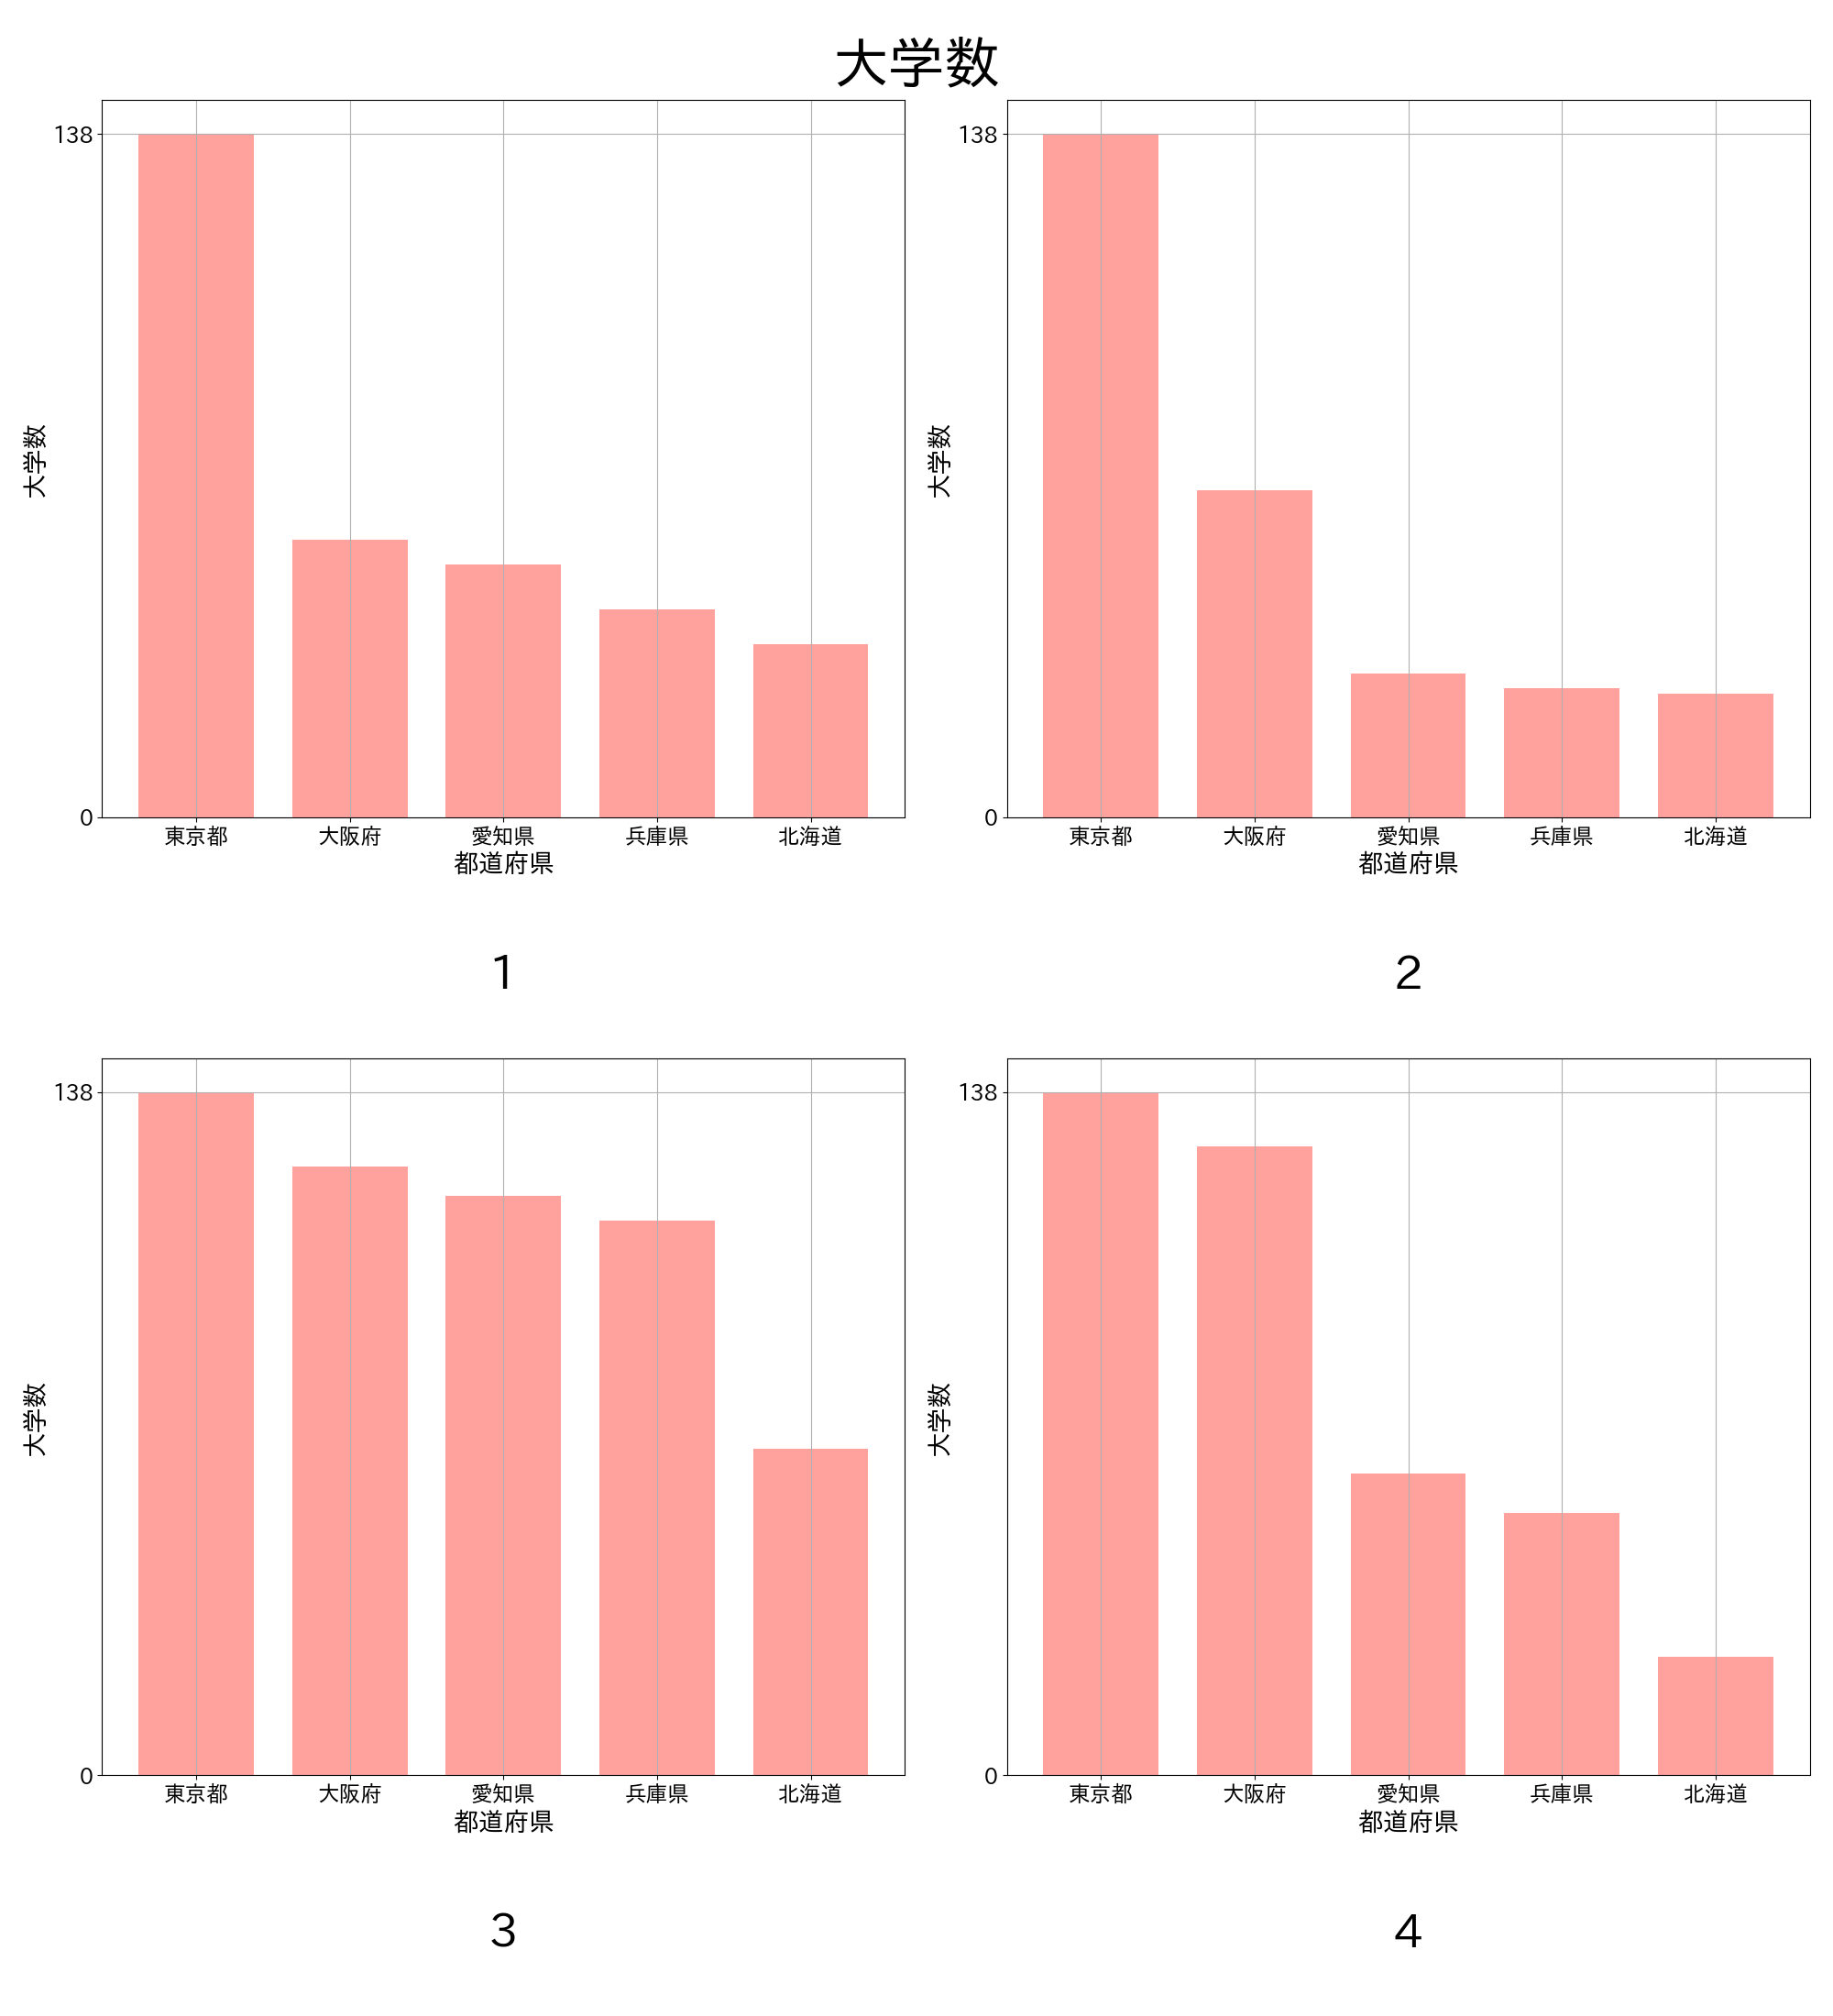 大学数
138
大学数
0
東京都 大阪府 愛知県 兵庫県 北海道
都道府県
1
138
大学数
0
東京都 大阪府 愛知県 兵庫県 北海道
都道府県
2
138
大学数
0
東京都 大阪府 愛知県 兵庫県 北海道
都道府県
3
138
大学数
0
東京都 大阪府 愛知県 兵庫県 北海道
都道府県
4